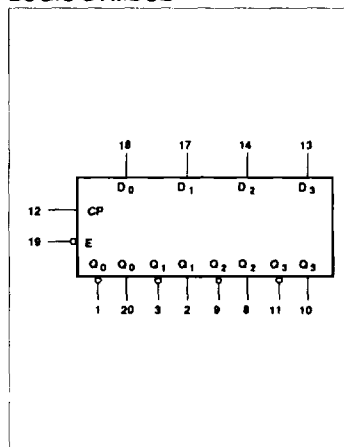 LOGIC SYMBOL
18 17 14 13
D0 D1 D2 D3
12 CP
19 E
Q0 Q0 Q1 Q1 Q2 Q2 Q3 Q3
1 20 3 2 9 8 11 10